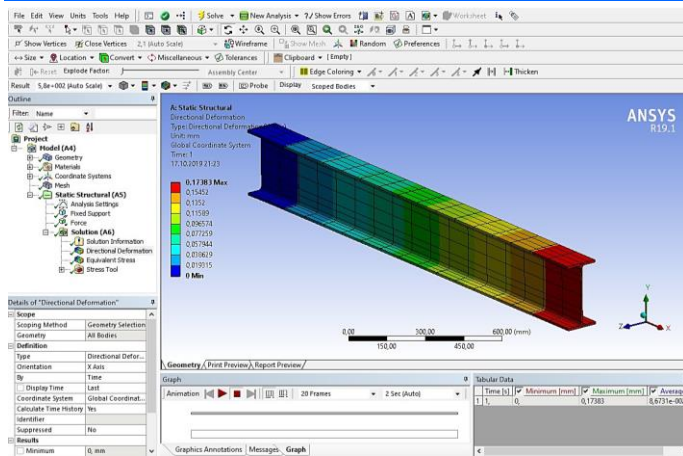 File Edit View Units Tools Help
Solve New Analysis ?/ Show Errors Worksheet
Show Vertices Close Vertices 2,1 (Auto Scale) Wireframe Show Mesh Random Preferences
Size Location Convert Miscellaneous Tolerances Clipboard [Empty]
Reset Explode Factor: Assembly Center Edge Coloring Thicken
Result 5,8e+002 (Auto Scale) Probe Display Scoped Bodies
Outline
Filter: Name
Project
Model (A4)
Geometry
Materials
Coordinate Systems
Mesh
Static Structural (A5)
Analysis Settings
Fixed Support
Force
Solution (A6)
Solution Information
Directional Deformation
Equivalent Stress
Stress Tool
Details of "Directional Deformation"
Scope
Scoping Method Geometry Selection
Geometry All Bodies
Definition
Type Directional Defor...
Orientation X Axis
By Time
Display Time Last
Coordinate System Global Coordinat...
Calculate Time History Yes
Identifier
Suppressed No
Results
Minimum 0, mm
A: Static Structural
Directional Deformation
Type: Directional Deformation
Unit: mm
Global Coordinate System
Time: 1
17.10.2019 21:23
0,17383 Max
0,15452
0,1352
0,11589
0,096574
0,077259
0,057944
0,038629
0,019315
0 Min
ANSYS
R19.1
0,00 300,00 600,00 (mm)
150,00 450,00
Y
Z X
Geometry Print Preview Report Preview
Graph
Animation 20 Frames 2 Sec (Auto)
Graphics Annotations Messages Graph
Tabular Data
Time [s] Minimum [mm] Maximum [mm] Average
1 1, 0, 0,17383 8,6731e-002